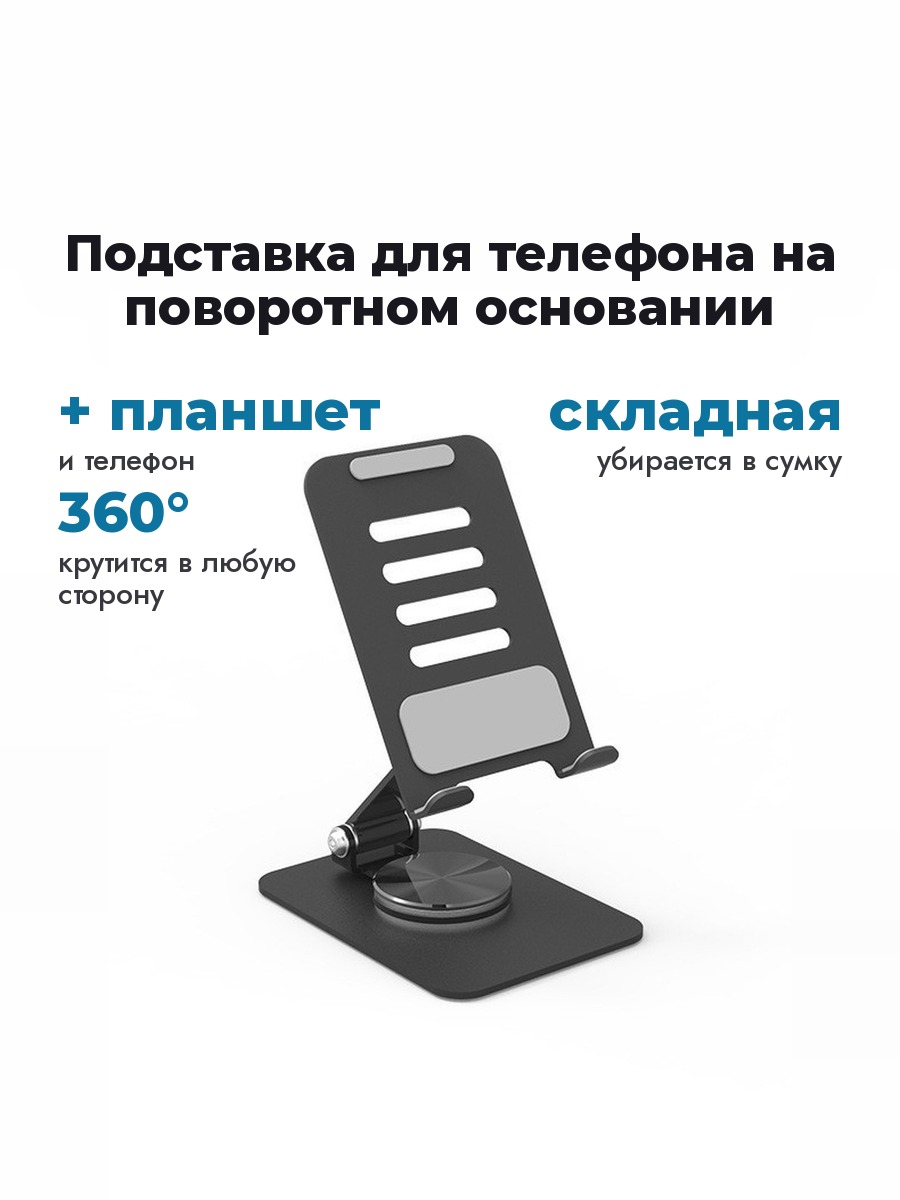 Подставка для телефона на
поворотном основании
+ планшет
и телефон
360°
крутится в любую
сторону
складная
убирается в сумку